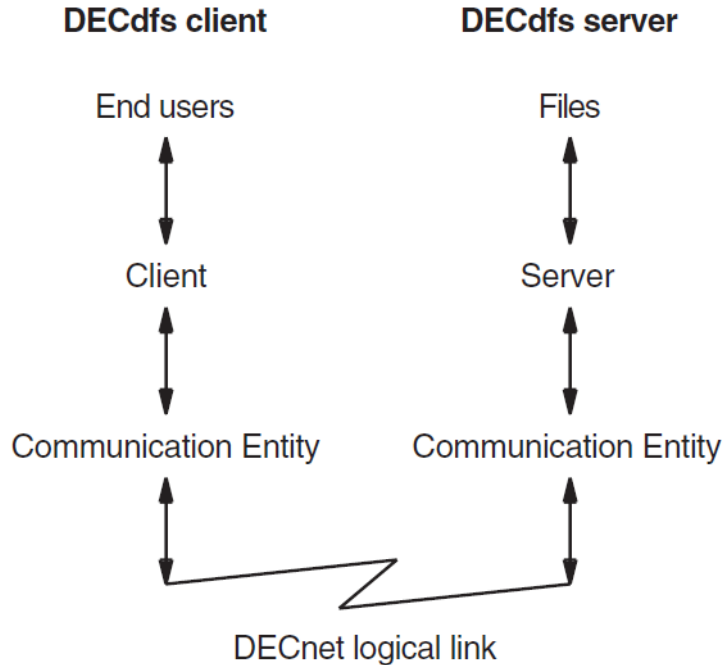 DECdfs client
DECdfs server
End users
Files
Client
Server
Communication Entity
Communication Entity
DECnet logical link